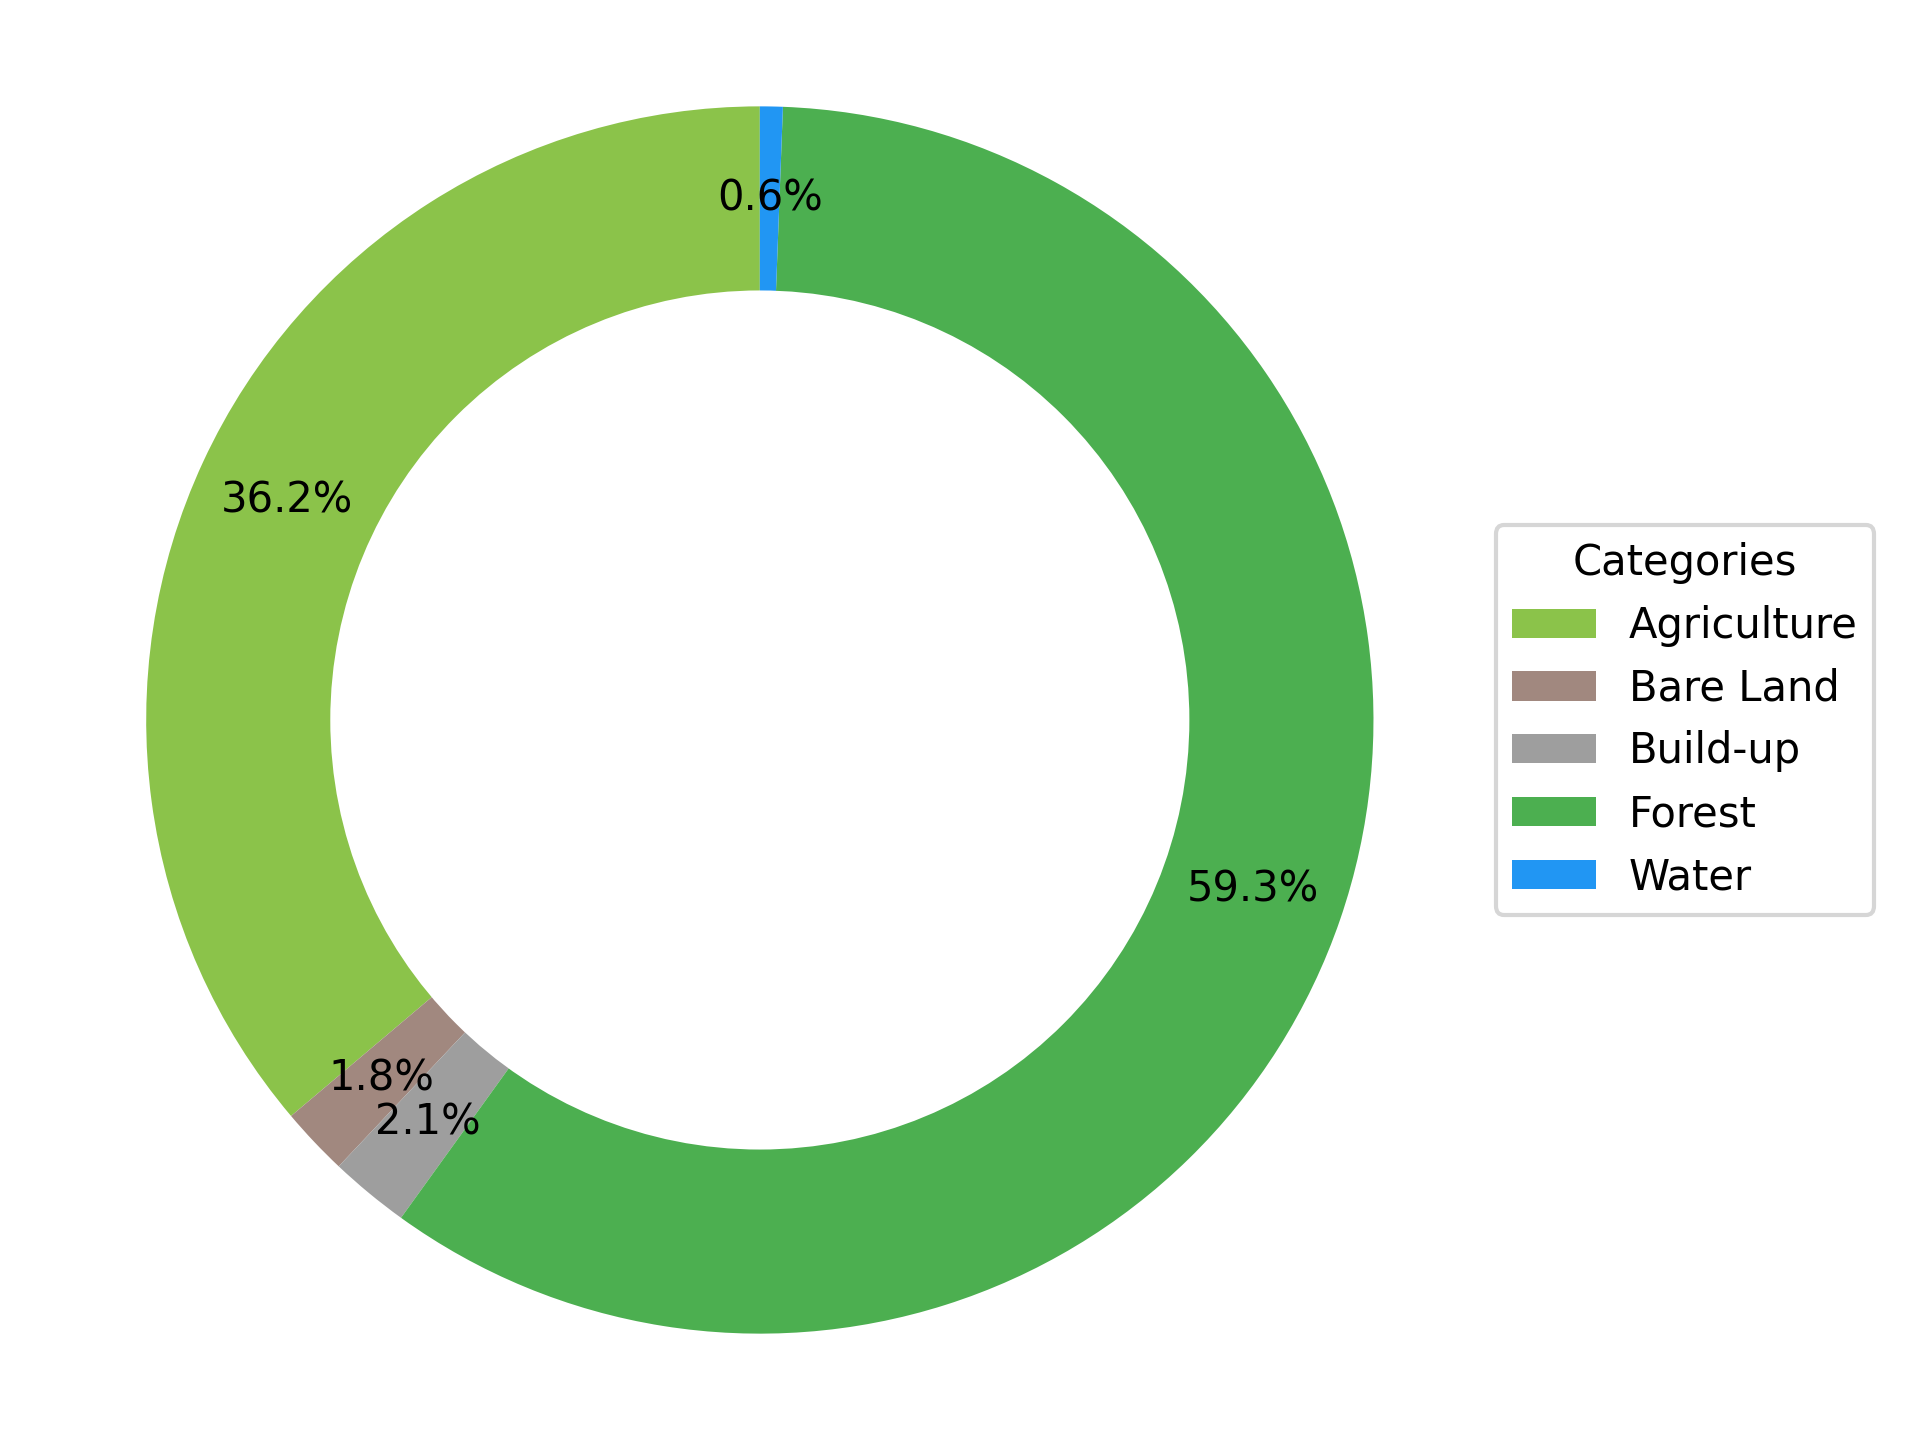 0.6%
36.2%
59.3%
1.8%
2.1%
Categories
Agriculture
Bare Land
Build-up
Forest
Water